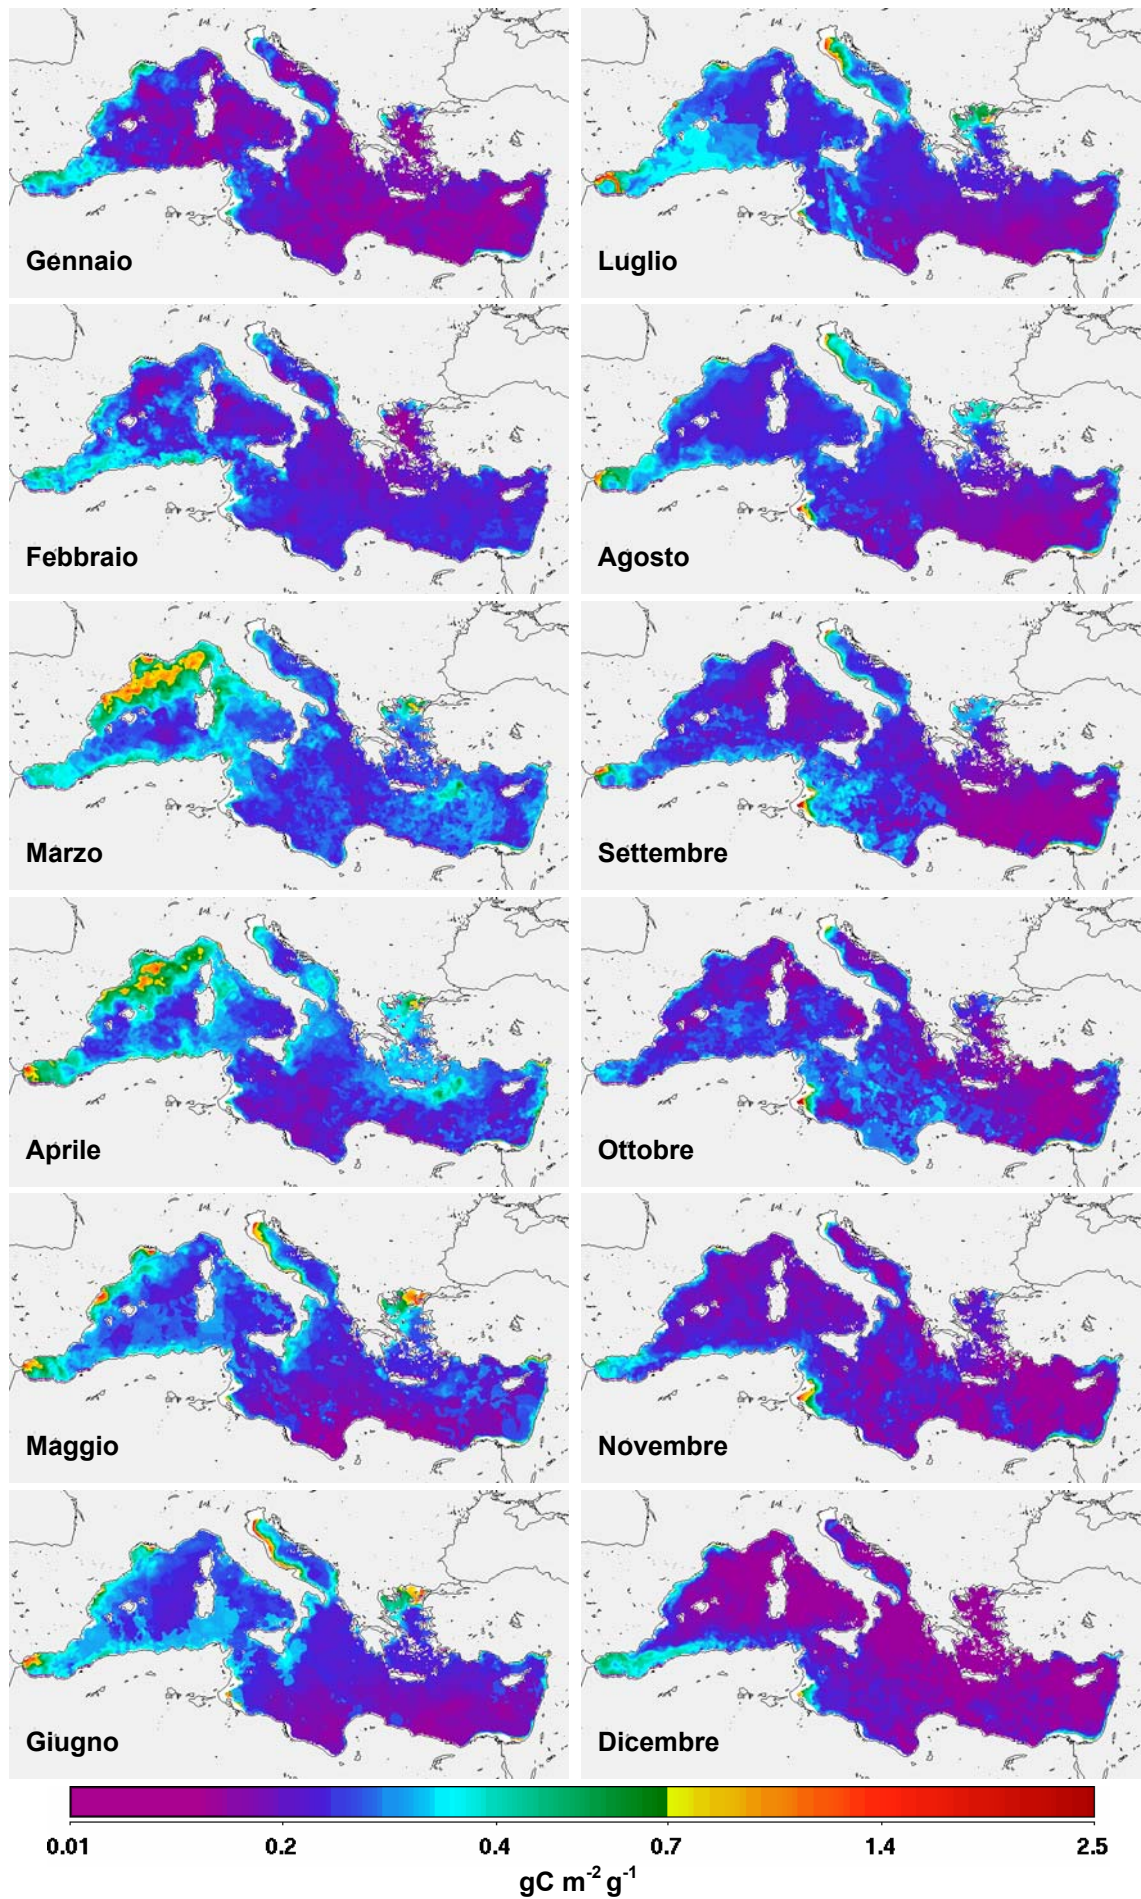 Gennaio
Luglio
Febbraio
Agosto
Marzo
Settembre
Aprile
Ottobre
Maggio
Novembre
Giugno
Dicembre
0.01 0.2 0.4 0.7 1.4 2.5
gC m⁻² g⁻¹